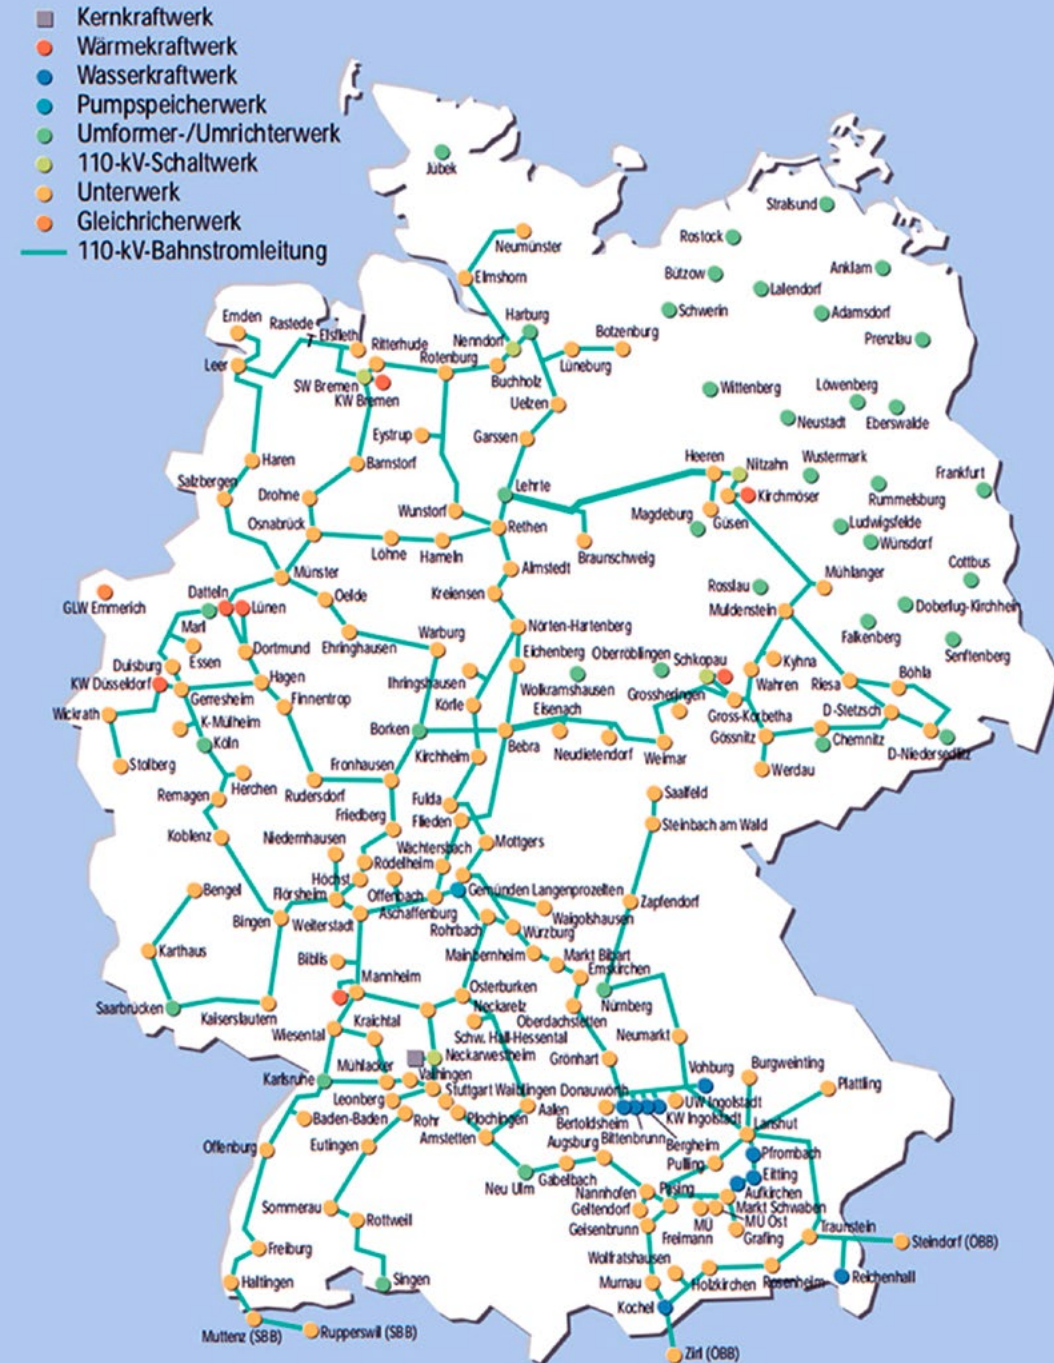 Kernkraftwerk
Wärmekraftwerk
Wasserkraftwerk
Pumpspeicherwerk
Umformer-/Umrichterwerk
110-kV-Schaltwerk
Unterwerk
Gleichricherwerk
110-kV-Bahnstromleitung
Jübek
Stralsund
Rostock
Neumünster
Bützow
Anklam
Elmshorn
Lalendorf
Schwerin
Adamsdorf
Emden
Rastede
Elsfleth
Harburg
Botzenburg
Prenzlau
Ritterhude
Nenndorf
Rotenburg
Lüneburg
Leer
SW Bremen
KW Bremen
Buchholz
Wittenberg
Löwenberg
Uelzen
Neustadt
Eberswalde
Eystrup
Garssen
Haren
Barnstorf
Heeren
Nitzahn
Wustermark
Frankfurt
Salzbergen
Drohne
Lehrte
Kirchmöser
Rummelsburg
Wunstorf
Magdeburg
Güsen
Ludwigsfelde
Osnabrück
Rethen
Wünsdorf
Löhne
Hameln
Braunschweig
Cottbus
Münster
Almstedt
Mühlanger
GLW Emmerich
Datteln
Lünen
Oelde
Kreiensen
Rosslau
Muldenstein
Doberlug-Kirchhein
Marl
Warburg
Nörten-Hartenberg
Falkenberg
Essen
Dortmund
Ehringhausen
Eichenberg
Oberröblingen
Schkopau
Kyhna
Senftenberg
Duisburg
KW Düsseldorf
Hagen
Ihringshausen
Wolkramshausen
Grossheringen
Wahren
Riesa
Böhla
Gerresheim
Finnentrop
Körle
Eisenach
Gross-Körbetha
D-Stetzsch
Wickrath
K-Mülheim
Borken
Köln
Bebra
Neudietendorf
Weimar
Gössnitz
Chemnitz
D-Niedersedlitz
Stolberg
Kirchheim
Werdau
Fronhausen
Herchen
Rudersdorf
Remagen
Fulda
Saalfeld
Friedberg
Flieden
Steinbach am Wald
Koblenz
Niedernhausen
Mottgers
Wächtersbach
Rödelheim
Bengel
Höchst
Flörsheim
Offenbach
Gemünden
Langenprozelten
Zapfendorf
Aschaffenburg
Waigolshausen
Bingen
Weiterstadt
Rohrbach
Würzburg
Karthaus
Biblis
Mainbernheim
Markt Bibart
Emskirchen
Mannheim
Osterburken
Saarbrücken
Kaiserslautern
Neckarelz
Nürnberg
Wiesental
Kraichtal
Oberdachstetten
Schw. Hall-Hessental
Neumarkt
Neckarwestheim
Grönhart
Mühlacker
Vaihingen
Vohburg
Burgweinting
Karlsruhe
Stuttgart
Waiblingen
Donauwörth
Plattling
Leonberg
UW Ingolstadt
Baden-Baden
Rohr
Plochingen
Aalen
KW Ingolstadt
Bertoldsheim
Lanshut
Amstetten
Bittenbrunn
Bergheim
Offenburg
Eutingen
Augsburg
Pfrombach
Pulling
Neu Ulm
Gabelbach
Eitting
Nannhofen
Pasing
Aufkirchen
Sommerau
Geltendorf
Markt Schwaben
Rottweil
Geisenbrunn
MÜ
Freimann
MÜ Ost
Grafing
Traunstein
Steindorf (ÖBB)
Freiburg
Wolfratshausen
Haltingen
Singen
Murnau
Holzkirchen
Rosenheim
Reichenhall
Kochel
Muttenz (SBB)
Rupperswil (SBB)
Zirl (ÖBB)